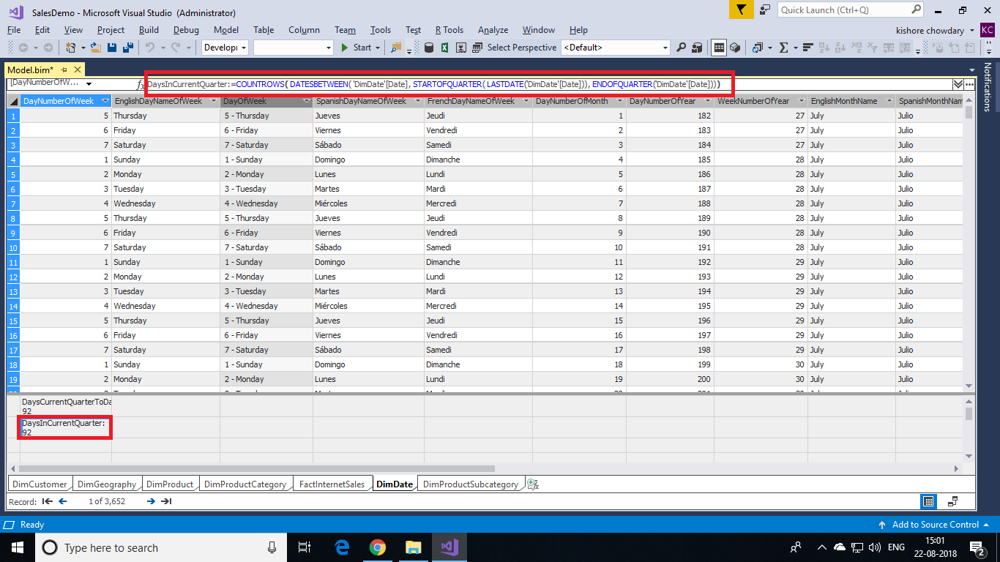 SalesDemo - Microsoft Visual Studio (Administrator)
Quick Launch (Ctrl+Q)
File Edit View Project Build Debug Model Table Column Team Tools Test R Tools Analyze Window Help
kishore chowdary KC
Developi Start Select Perspective <Default>
Model.bim*
Notifications
[DayNumberOfW... fx DaysInCurrentQuarter:=COUNTROWS( DATESBETWEEN( 'DimDate'[Date], STARTOFQUARTER( LASTDATE('DimDate'[Date])), ENDOFQUARTER('DimDate'[Date])))
DayNumberOfWeek EnglishDayNameOfWeek DayOfWeek SpanishDayNameOfWeek FrenchDayNameOfWeek DayNumberOfMonth DayNumberOfYear WeekNumberOfYear EnglishMonthName SpanishMonthNam
1 5 Thursday 5 - Thursday Jueves Jeudi 1 182 27 July Julio
2 6 Friday 6 - Friday Viernes Vendredi 2 183 27 July Julio
3 7 Saturday 7 - Saturday Sábado Samedi 3 184 27 July Julio
4 1 Sunday 1 - Sunday Domingo Dimanche 4 185 28 July Julio
5 2 Monday 2 - Monday Lunes Lundi 5 186 28 July Julio
6 3 Tuesday 3 - Tuesday Martes Mardi 6 187 28 July Julio
7 4 Wednesday 4 - Wednesday Miércoles Mercredi 7 188 28 July Julio
8 5 Thursday 5 - Thursday Jueves Jeudi 8 189 28 July Julio
9 6 Friday 6 - Friday Viernes Vendredi 9 190 28 July Julio
10 7 Saturday 7 - Saturday Sábado Samedi 10 191 28 July Julio
11 1 Sunday 1 - Sunday Domingo Dimanche 11 192 29 July Julio
12 2 Monday 2 - Monday Lunes Lundi 12 193 29 July Julio
13 3 Tuesday 3 - Tuesday Martes Mardi 13 194 29 July Julio
14 4 Wednesday 4 - Wednesday Miércoles Mercredi 14 195 29 July Julio
15 5 Thursday 5 - Thursday Jueves Jeudi 15 196 29 July Julio
16 6 Friday 6 - Friday Viernes Vendredi 16 197 29 July Julio
17 7 Saturday 7 - Saturday Sábado Samedi 17 198 29 July Julio
18 1 Sunday 1 - Sunday Domingo Dimanche 18 199 30 July Julio
19 2 Monday 2 - Monday Lunes Lundi 19 200 30 July Julio
DaysCurrentQuarterToDa
92
DaysInCurrentQuarter:
92
DimCustomer DimGeography DimProduct DimProductCategory FactInternetSales DimDate DimProductSubcategory
Record: 1 of 3,652
Ready
Add to Source Control
Type here to search
ENG
15:01
22-08-2018
2